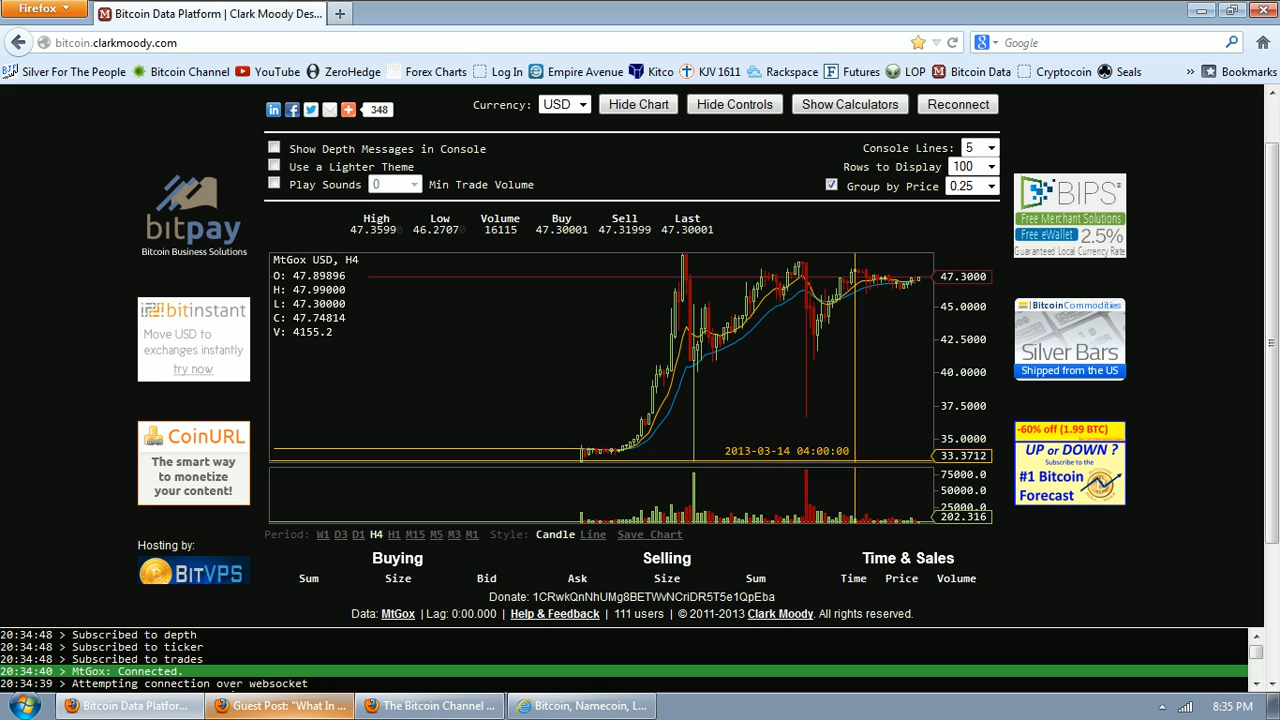 Firefox
Bitcoin Data Platform | Clark Moody Des...
bitcoin.clarkmoody.com
Google
Silver For The People Bitcoin Channel YouTube ZeroHedge Forex Charts Log In Empire Avenue Kitco KJV 1611 Rackspace Futures LOP Bitcoin Data Cryptocoin Seals » Bookmarks
348
Currency: USD Hide Chart Hide Controls Show Calculators Reconnect
Show Depth Messages in Console
Console Lines: 5
Use a Lighter Theme
Rows to Display 100
Play Sounds 0 Min Trade Volume
Group by Price 0.25
High Low Volume Buy Sell Last
47.35990 46.27070 16115 47.30001 47.31999 47.30001
MtGox USD, H4
O: 47.89896
H: 47.99000
L: 47.30000
C: 47.74814
V: 4155.2
47.3000
45.0000
42.5000
40.0000
37.5000
35.0000
33.3712
2013-03-14 04:00:00
75000.0
50000.0
25000.0
202.316
Period: W1 D3 D1 H4 H1 M15 M5 M3 M1 Style: Candle Line Save Chart
Buying Selling Time & Sales
Sum Size Bid Ask Size Sum Time Price Volume
Donate: 1CRwkQnNhUMg8BETWvNCriDR5T5e1QpEba
Data: MtGox | Lag: 0:00.000 | Help & Feedback | 111 users | © 2011-2013 Clark Moody. All rights reserved.
bitpay
Bitcoin Business Solutions
bitinstant
Move USD to
exchanges instantly
try now
CoinURL
The smart way
to monetize
your content!
Hosting by:
BITVPS
BIPS®
Free Merchant Solutions
Free eWallet 2.5%
Guaranteed Local Currency Rate
BitcoinCommodities
Silver Bars
Shipped from the US
-60% off (1.99 BTC)
UP or DOWN ?
Subscribe to the
#1 Bitcoin
Forecast
20:34:48 > Subscribed to depth
20:34:48 > Subscribed to ticker
20:34:48 > Subscribed to trades
20:34:40 > MtGox: Connected.
20:34:39 > Attempting connection over websocket
Bitcoin Data Platfor... Guest Post: "What In ... The Bitcoin Channel ... Bitcoin, Namecoin, L...
8:35 PM